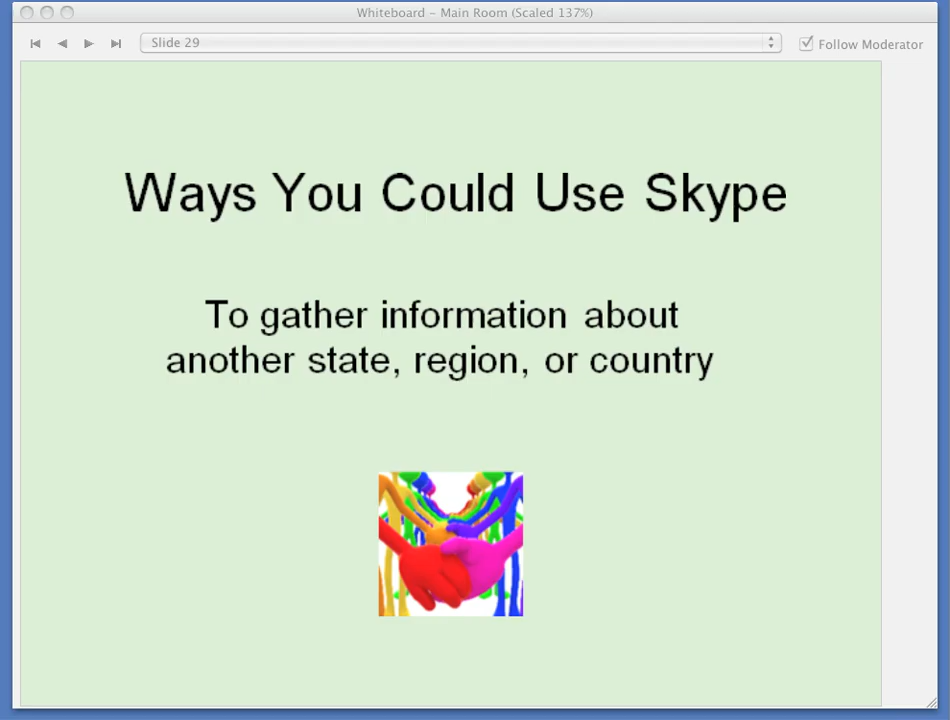 Whiteboard – Main Room (Scaled 137%)
Slide 29
Follow Moderator
Ways You Could Use Skype
To gather information about
another state, region, or country